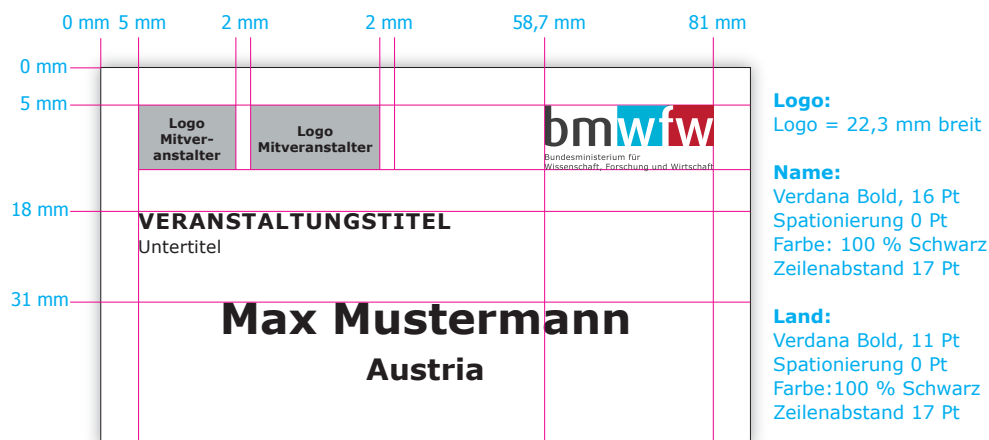 0 mm 5 mm 2 mm 2 mm 58,7 mm 81 mm
0 mm
5 mm
Logo
Mitver-
anstalter
Logo
Mitveranstalter
bmwfw
Bundesministerium für
Wissenschaft, Forschung und Wirtschaft
18 mm
VERANSTALTUNGSTITEL
Untertitel
31 mm
Max Mustermann
Austria
Logo:
Logo = 22,3 mm breit
Name:
Verdana Bold, 16 Pt
Spationierung 0 Pt
Farbe: 100 % Schwarz
Zeilenabstand 17 Pt
Land:
Verdana Bold, 11 Pt
Spationierung 0 Pt
Farbe:100 % Schwarz
Zeilenabstand 17 Pt